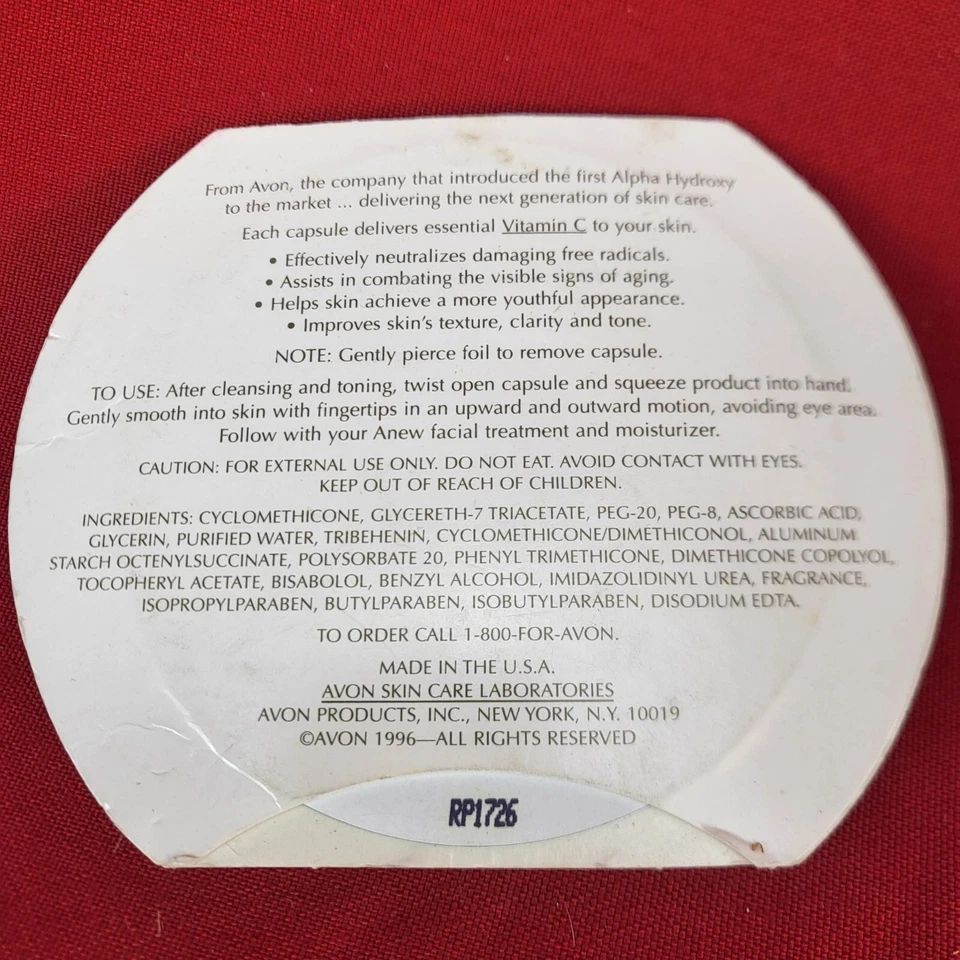 From Avon, the company that introduced the first Alpha Hydroxy
to the market ... delivering the next generation of skin care.
Each capsule delivers essential Vitamin C to your skin.
• Effectively neutralizes damaging free radicals.
• Assists in combating the visible signs of aging.
• Helps skin achieve a more youthful appearance.
• Improves skin's texture, clarity and tone.
NOTE: Gently pierce foil to remove capsule.
TO USE: After cleansing and toning, twist open capsule and squeeze product into hand.
Gently smooth into skin with fingertips in an upward and outward motion, avoiding eye area.
Follow with your Anew facial treatment and moisturizer.
CAUTION: FOR EXTERNAL USE ONLY. DO NOT EAT. AVOID CONTACT WITH EYES.
KEEP OUT OF REACH OF CHILDREN.
INGREDIENTS: CYCLOMETHICONE, GLYCERETH-7 TRIACETATE, PEG-20, PEG-8, ASCORBIC ACID,
GLYCERIN, PURIFIED WATER, TRIBEHENIN, CYCLOMETHICONE/DIMETHICONOL, ALUMINUM
STARCH OCTENYLSUCCINATE, POLYSORBATE 20, PHENYL TRIMETHICONE, DIMETHICONE COPOLYOL,
TOCOPHERYL ACETATE, BISABOLOL, BENZYL ALCOHOL, IMIDAZOLIDINYL UREA, FRAGRANCE,
ISOPROPYLPARABEN, BUTYLPARABEN, ISOBUTYLPARABEN, DISODIUM EDTA.
TO ORDER CALL 1-800-FOR-AVON.
MADE IN THE U.S.A.
AVON SKIN CARE LABORATORIES
AVON PRODUCTS, INC., NEW YORK, N.Y. 10019
©AVON 1996—ALL RIGHTS RESERVED
RP1726